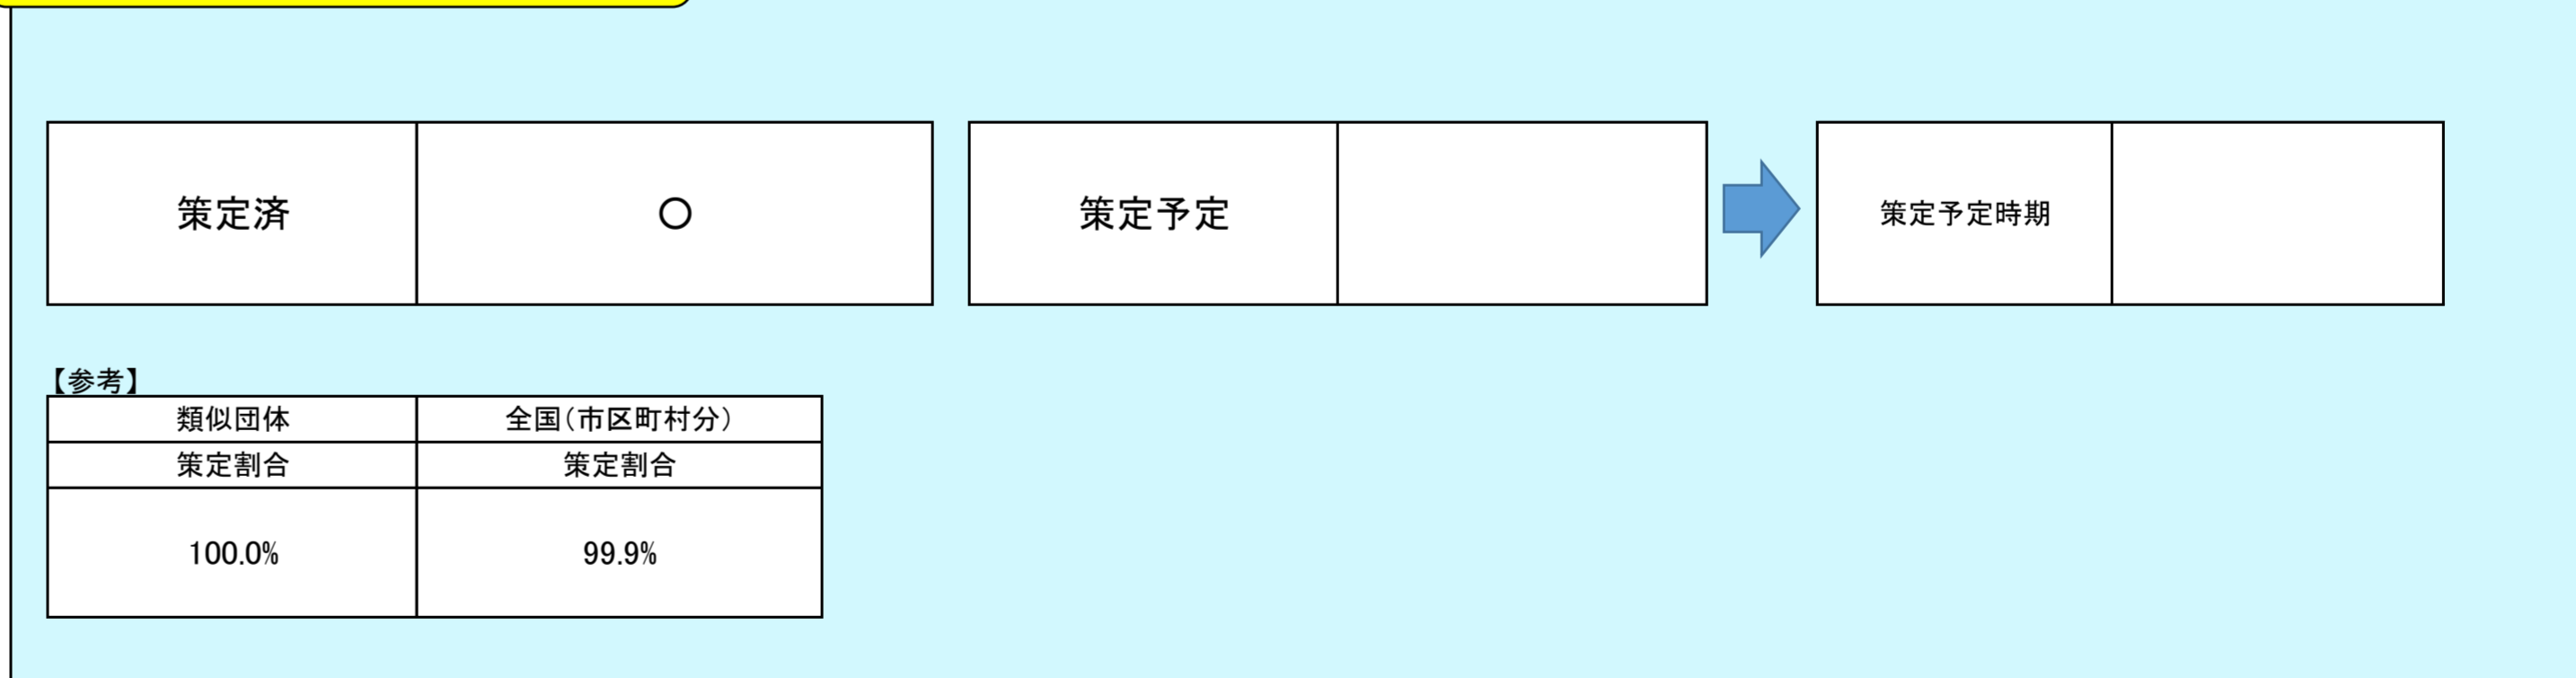 策定済 ○ 策定予定 策定予定時期
【参考】
類似団体 全国(市区町村分)
策定割合 策定割合
100.0% 99.9%